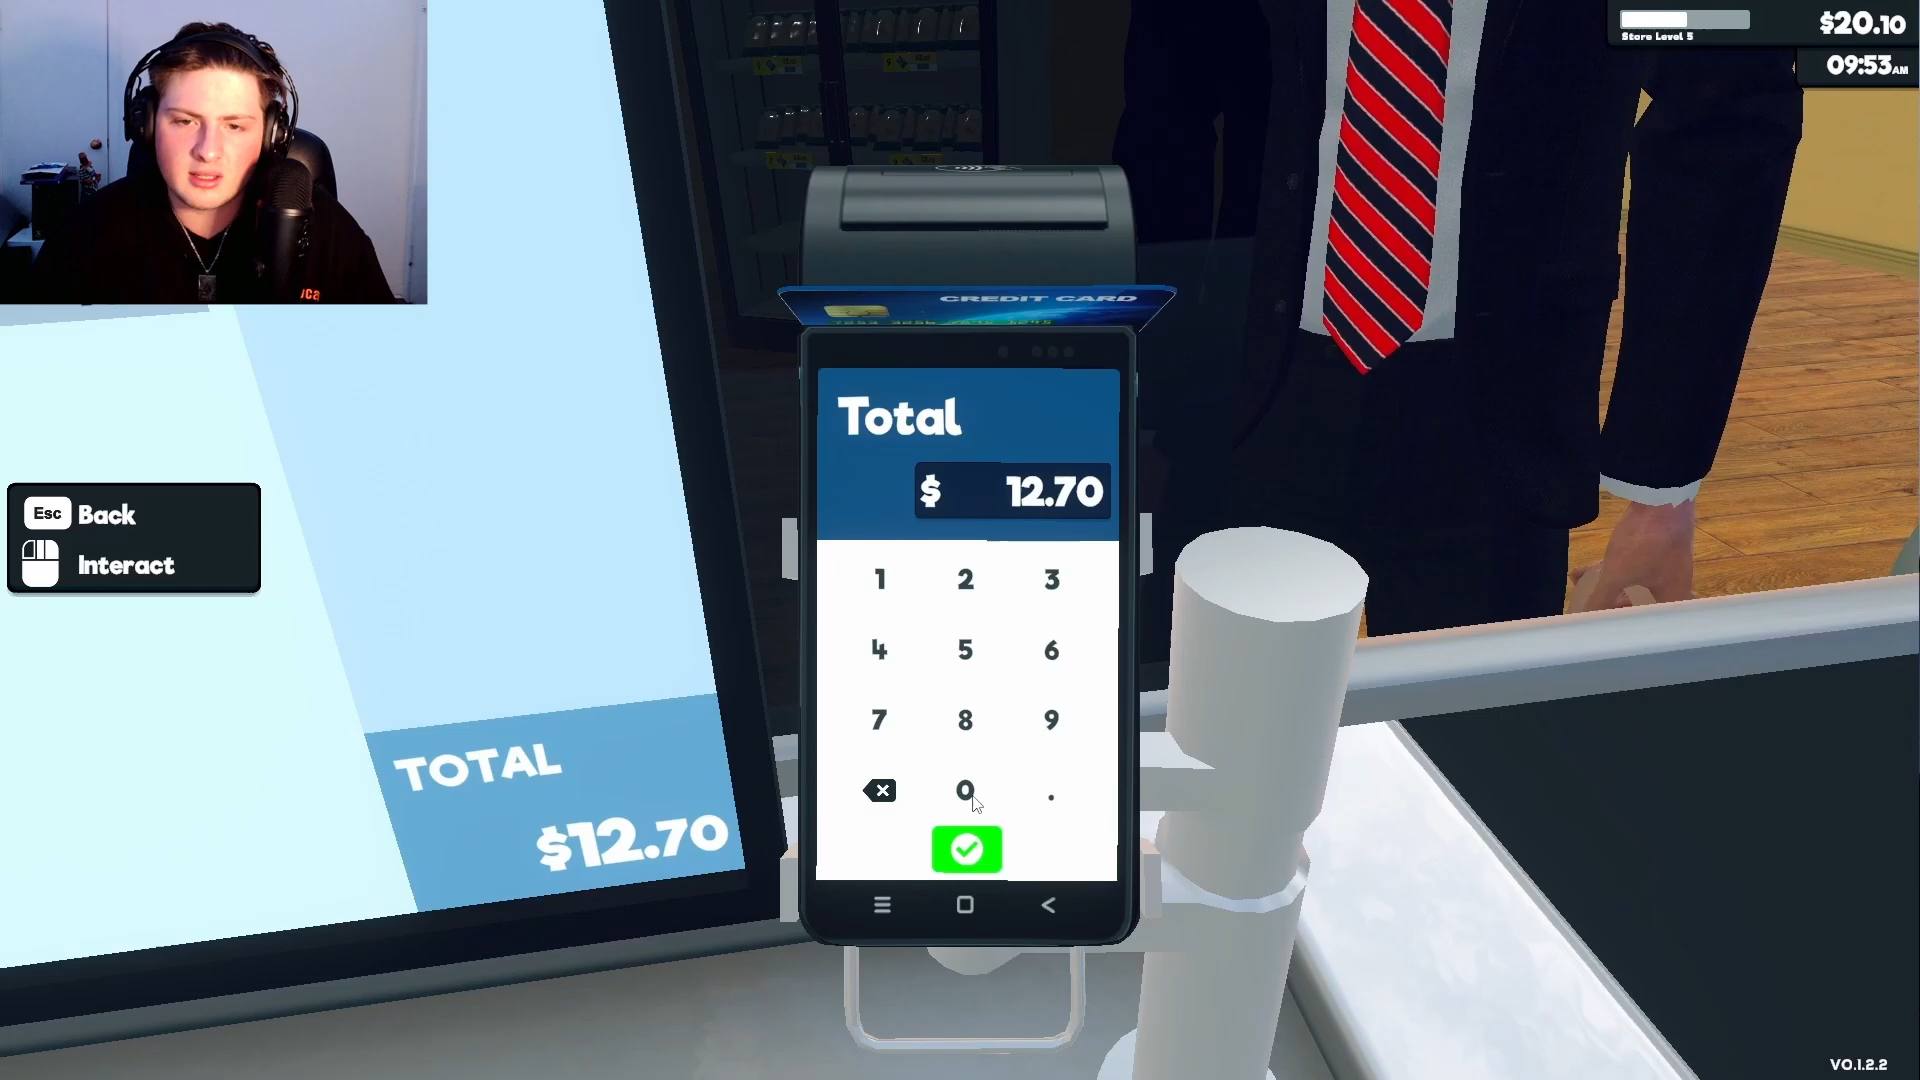 Store Level 5
$20.10
09:53AM
CREDIT CARD
Total
$ 12.70
1 2 3
4 5 6
7 8 9
0 .
Esc Back
Interact
TOTAL
$12.70
V0.1.2.2